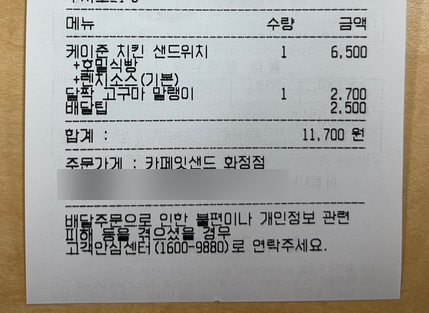 메뉴 수량 금액
케이준 치킨 샌드위치 1 6,500
+호밀식빵
+렌치소스(기본)
달팍 고구마 말랭이 1 2,700
배달팁 2,500
합계 : 11,700 원
주문가게 : 카페잇샌드 화정점
배달주문으로 인한 불편이나 개인정보 관련
피해 등을 겪으셨을 경우
고객안심센터(1600-9880)로 연락주세요.